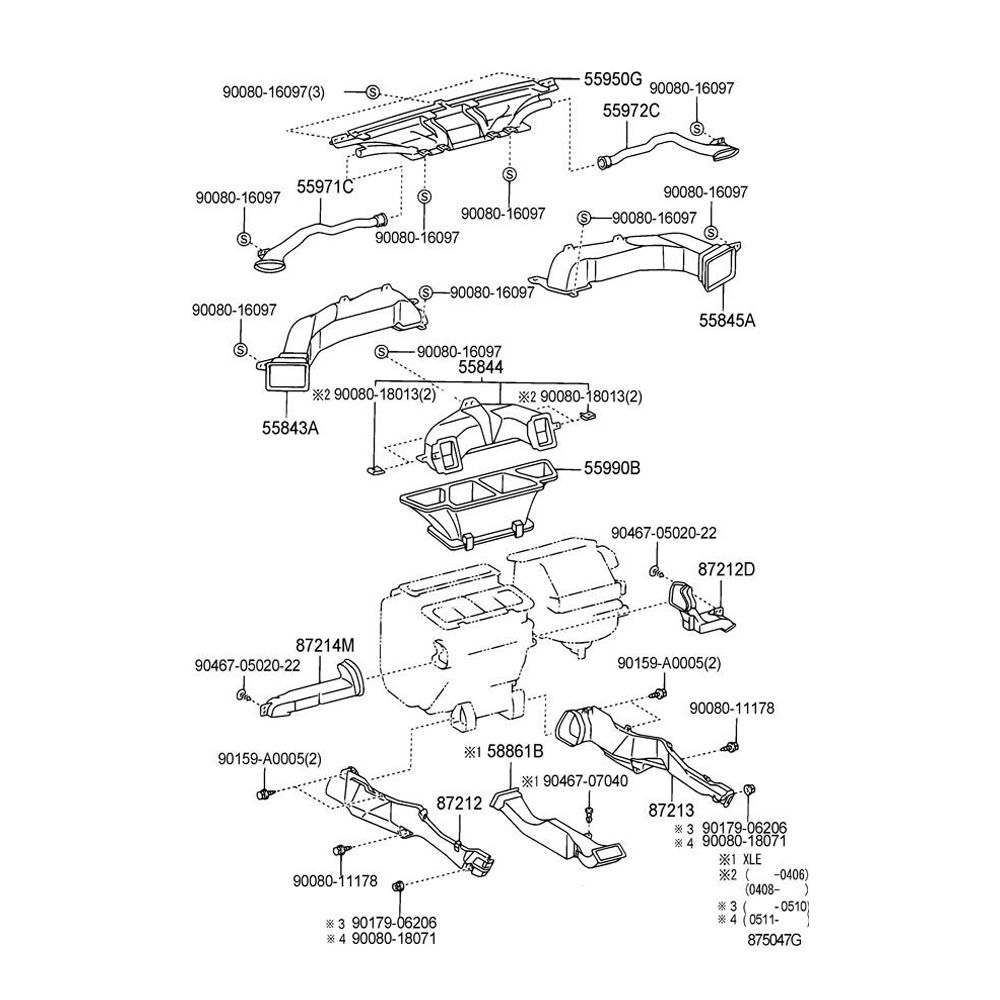 55950G
90080-16097(3)
Ⓢ
90080-16097
55972C
Ⓢ
Ⓢ
55971C
90080-16097
90080-16097
Ⓢ
90080-16097
Ⓢ
90080-16097
Ⓢ
90080-16097
Ⓢ
Ⓢ
90080-16097
Ⓢ
90080-16097
55845A
Ⓢ
90080-16097
Ⓢ
90080-16097
55844
※2 90080-18013(2)
※2 90080-18013(2)
55843A
55990B
90467-05020-22
87212D
87214M
90467-05020-22
90159-A0005(2)
90080-11178
90159-A0005(2)
※1 58861B
※1 90467-07040
87212
87213
※3 90179-06206
※4 90080-18071
90080-11178
※1 XLE
※2 (     -0406)
(0408-     )
※3 (     -0510)
※4 (0511-
※3 90179-06206
※4 90080-18071
875047G